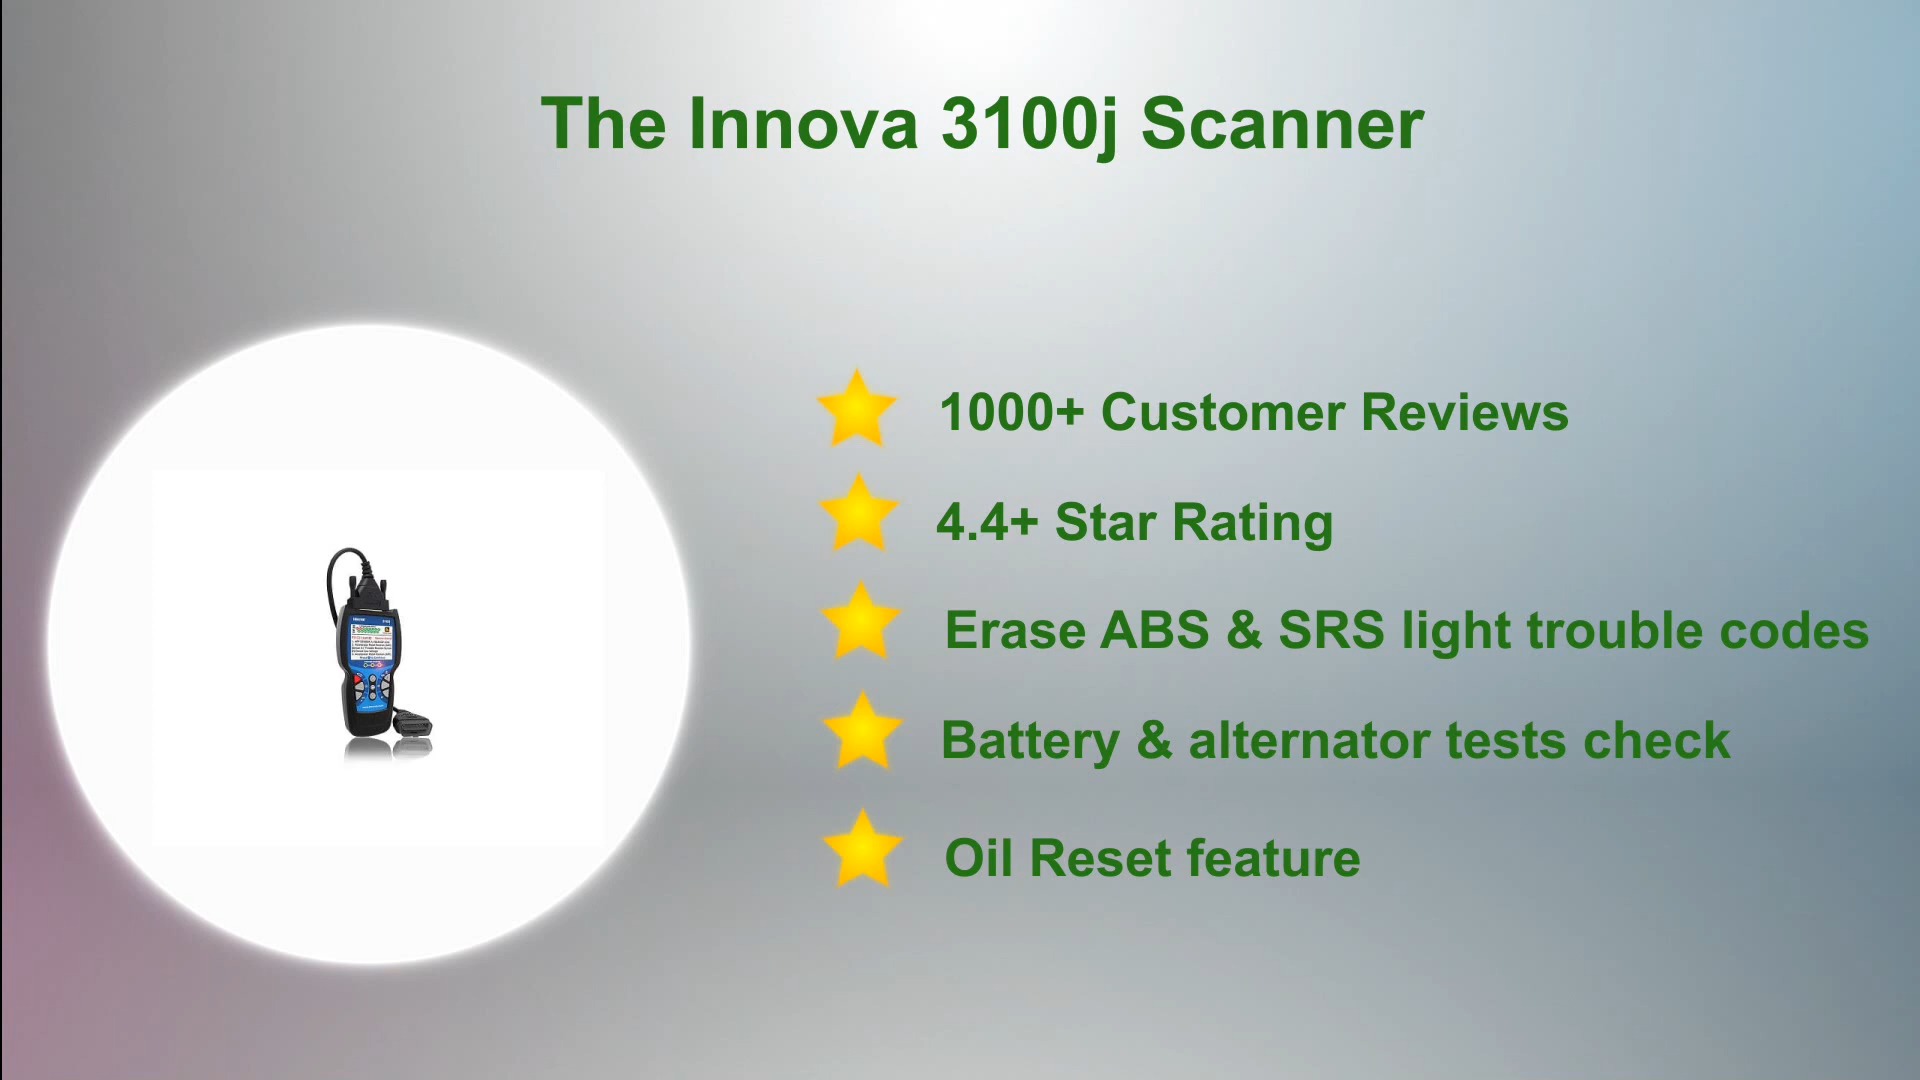 The Innova 3100j Scanner
1000+ Customer Reviews
4.4+ Star Rating
Erase ABS & SRS light trouble codes
Battery & alternator tests check
Oil Reset feature